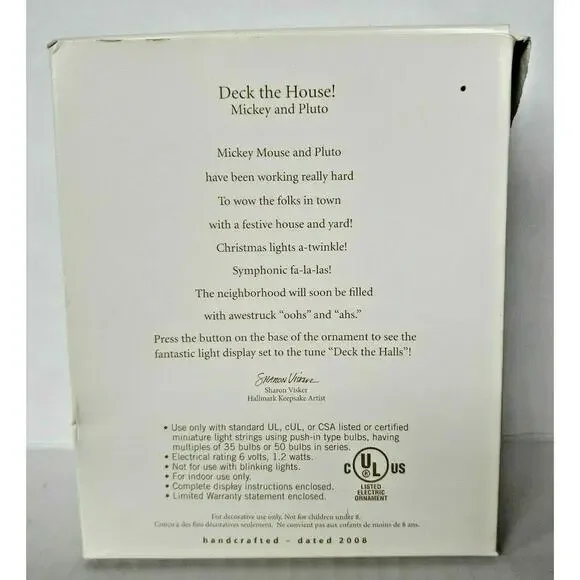 Deck the House!
Mickey and Pluto
Mickey Mouse and Pluto
have been working really hard
To wow the folks in town
with a festive house and yard!
Christmas lights a-twinkle!
Symphonic fa-la-las!
The neighborhood will soon be filled
with awestruck “oohs” and “ahs.”
Press the button on the base of the ornament to see the
fantastic light display set to the tune “Deck the Halls”!
Sharon Visker
Sharon Visker
Hallmark Keepsake Artist
• Use only with standard UL, cUL, or CSA listed or certified
miniature light strings using push-in type bulbs, having
multiples of 35 bulbs or 50 bulbs in series.
• Electrical rating 6 volts, 1.2 watts.
• Not for use with blinking lights.
• For indoor use only.
• Complete display instructions enclosed.
• Limited Warranty statement enclosed.
C UL ® US
LISTED
ELECTRIC
ORNAMENT
For decorative use only. Not for children under 8.
Conçu à des fins décoratives seulement. Ne convient pas aux enfants de moins de 8 ans.
handcrafted – dated 2008